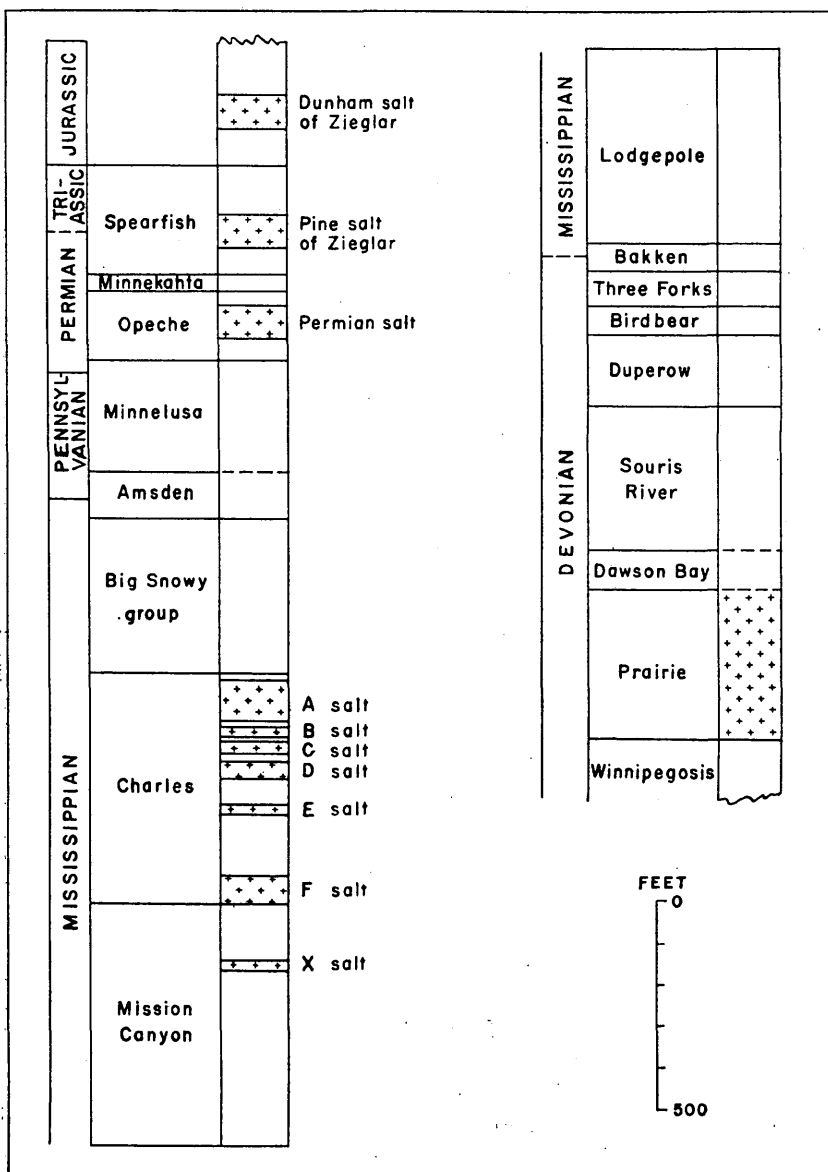 JURASSIC
TRI-
ASSIC
PERMIAN
PENNSYL-
VANIAN
MISSISSIPPIAN
Spearfish
Minnekahta
Opeche
Minnelusa
Amsden
Big Snowy
group
Charles
Mission
Canyon
Dunham salt
of Zieglar
Pine salt
of Zieglar
Permian salt
A salt
B salt
C salt
D salt
E salt
F salt
X salt
MISSISSIPPIAN
DEVONIAN
Lodgepole
Bakken
Three Forks
Birdbear
Duperow
Souris
River
Dawson Bay
Prairie
Winnipegosis
FEET
0
500